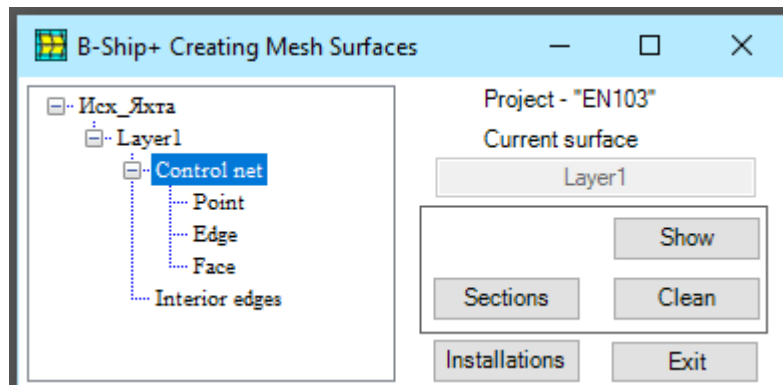 B-Ship+ Creating Mesh Surfaces
Исх_Яхта
Layer1
Control net
Point
Edge
Face
Interior edges
Project - "EN103"
Current surface
Layer1
Show
Sections
Clean
Installations
Exit